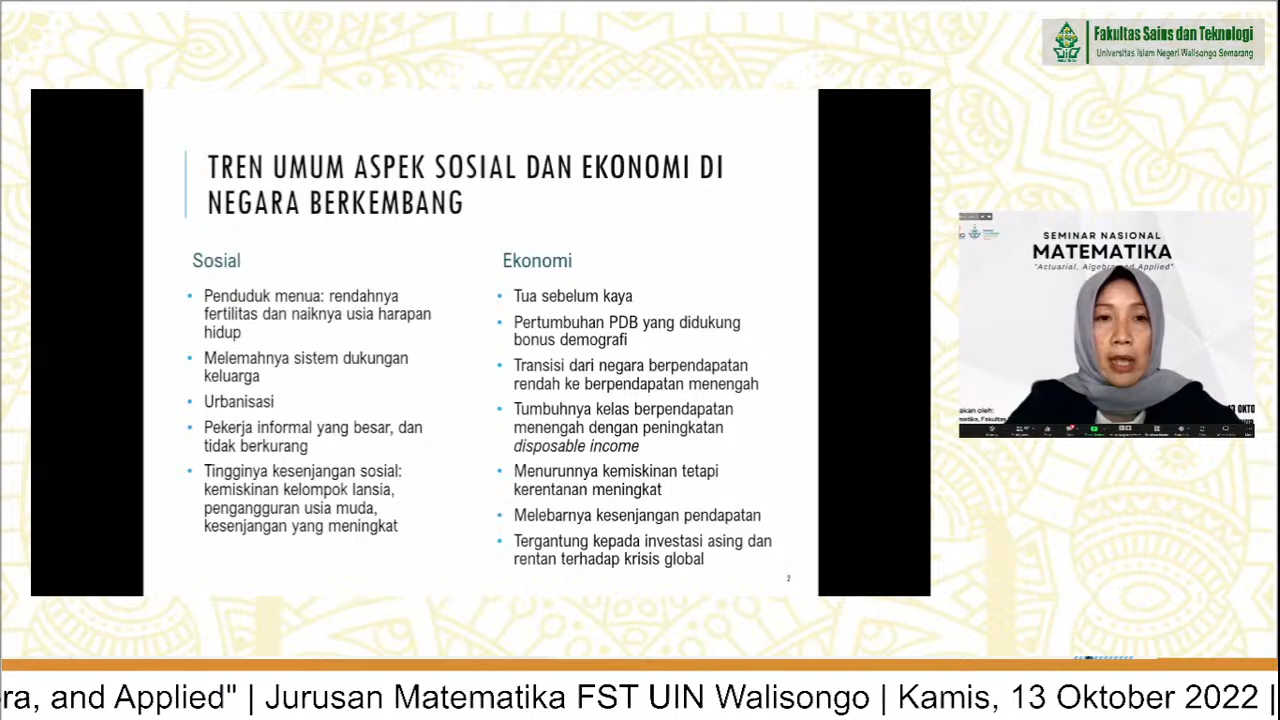 Fakultas Sains dan Teknologi
Universitas Islam Negeri Walisongo Semarang
TREN UMUM ASPEK SOSIAL DAN EKONOMI DI
NEGARA BERKEMBANG
Sosial
• Penduduk menua: rendahnya
fertilitas dan naiknya usia harapan
hidup
• Melemahnya sistem dukungan
keluarga
• Urbanisasi
• Pekerja informal yang besar, dan
tidak berkurang
• Tingginya kesenjangan sosial:
kemiskinan kelompok lansia,
pengangguran usia muda,
kesenjangan yang meningkat
Ekonomi
• Tua sebelum kaya
• Pertumbuhan PDB yang didukung
bonus demografi
• Transisi dari negara berpendapatan
rendah ke berpendapatan menengah
• Tumbuhnya kelas berpendapatan
menengah dengan peningkatan
disposable income
• Menurunnya kemiskinan tetapi
kerentanan meningkat
• Melebarnya kesenjangan pendapatan
• Tergantung kepada investasi asing dan
rentan terhadap krisis global
2
SEMINAR NASIONAL
MATEMATIKA
"Actuarial, Algebra and Applied"
akan oleh:
matika, Fakultas
13 OKTO
ra, and Applied" | Jurusan Matematika FST UIN Walisongo | Kamis, 13 Oktober 2022 |